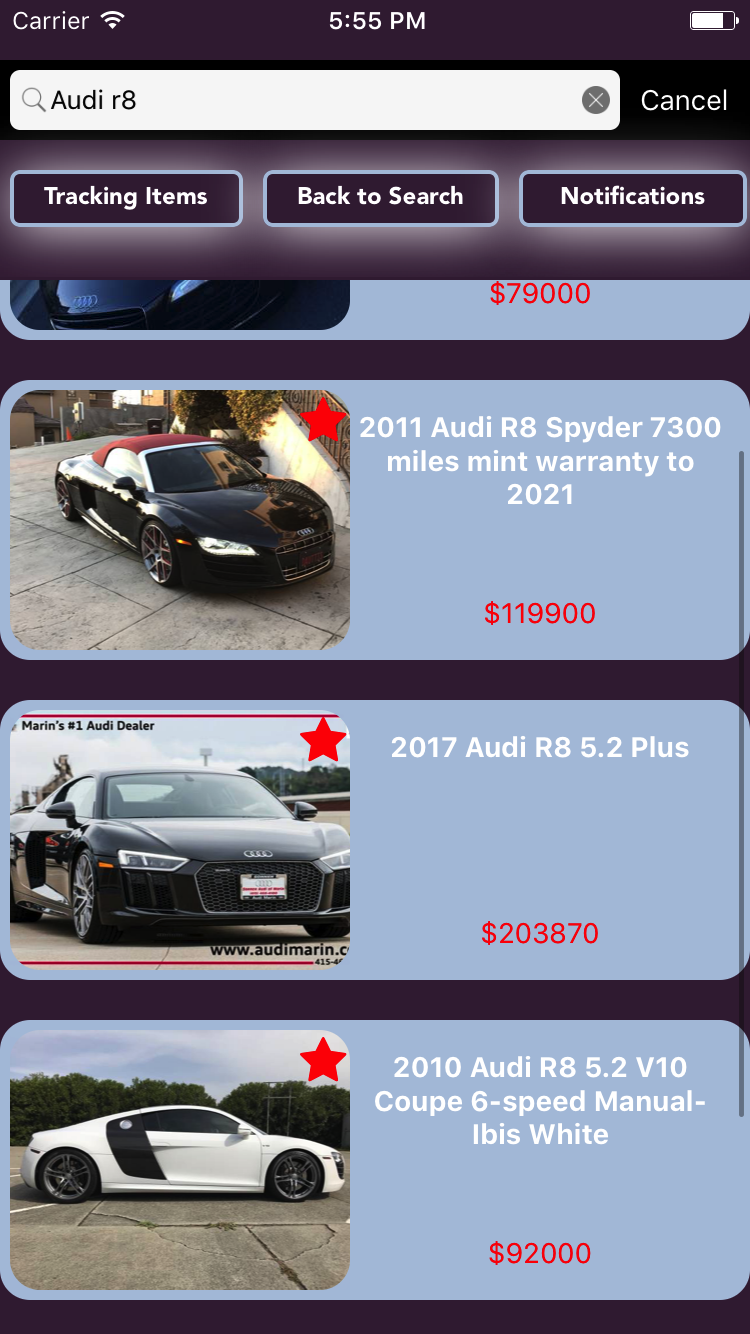 Carrier
5:55 PM
Audi r8
Cancel
Tracking Items
Back to Search
Notifications
$79000
2011 Audi R8 Spyder 7300
miles mint warranty to
2021
$119900
Marin's #1 Audi Dealer
2017 Audi R8 5.2 Plus
$203870
www.audimarin.c
2010 Audi R8 5.2 V10
Coupe 6-speed Manual-
Ibis White
$92000